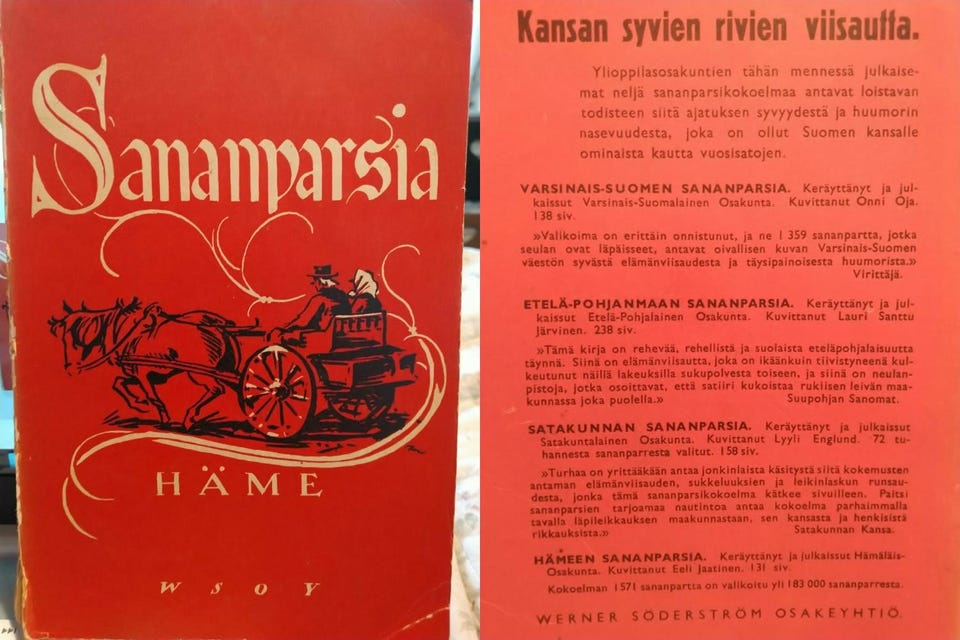 Sananparsia
HÄME
WSOY
Kansan syvien rivien viisautta.
Ylioppilasosakuntien tähän mennessä julkaise-
mat neljä sananparsikokoelmaa antavat loistavan
todisteen siitä ajatuksen syvyydestä ja huumorin
nasevuudesta, joka on ollut Suomen kansalle
ominaista kautta vuosisatojen.
VARSINAIS-SUOMEN SANANPARSIA. Keräyttänyt ja jul-
kaissut Varsinais-Suomalainen Osakunta. Kuvittanut Onni Oja.
138 siv.
»Valikoima on erittäin onnistunut, ja ne 1 359 sananpartta, jotka
seulan ovat läpäisseet, antavat oivallisen kuvan Varsinais-Suomen
väestön syvästä elämänviisaudesta ja täysipainoisesta huumorista.»
Virittäjä.
ETELÄ-POHJANMAAN SANANPARSIA. Keräyttänyt ja jul-
kaissut Etelä-Pohjalainen Osakunta. Kuvittanut Lauri Santtu
Järvinen. 238 siv.
»Tämä kirja on rehevää, rehellistä ja suolaista eteläpohjalaisuutta
täynnä. Siinä on elämänviisautta, joka on ikäänkuin tiivistyneenä kul-
keutunut näillä lakeuksilla sukupolvesta toiseen, ja siinä on neulan-
pistoja, jotka osoittavat, että satiiri kukoistaa rukiisen leivän maa-
kunnassa joka puolella.» Suupohjan Sanomat.
SATAKUNNAN SANANPARSIA. Keräyttänyt ja julkaissut
Satakuntalainen Osakunta. Kuvittanut Lyyli Englund. 72 tu-
hannesta sananparresta valitut. 158 siv.
»Turhaa on yrittääkään antaa jonkinlaista käsitystä siitä kokemusten
antaman elämänviisauden, sukkeluuksien ja leikinlaskun runsau-
desta, jonka tämä sananparsikokoelma kätkee sivuilleen. Paitsi
sananparsien tarjoamaa nautintoa antaa kokoelma parhaimmalla
tavalla läpileikkauksen maakunnastaan, sen kansasta ja henkisistä
rikkauksista.» Satakunnan Kansa.
HÄMEEN SANANPARSIA. Keräyttänyt ja julkaissut Hämäläis-
Osakunta. Kuvittanut Eeli Jaatinen. 131 siv.
Kokoelman 1571 sananpartta on valikoitu yli 183 000 sananparresta.
WERNER SÖDERSTRÖM OSAKEYHTIÖ.